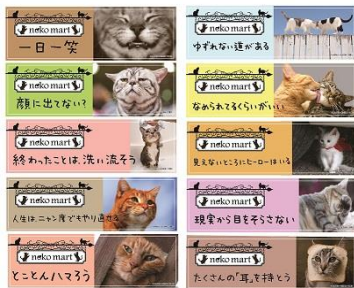 neko mart
一日一笑
neko mart
顔に出てない?
neko mart
終わったことは、洗い流そう
neko mart
人生は、ニャン度でもやり直せる
neko mart
とことんハマろう
neko mart
ゆずれない道がある
neko mart
なめられてるくらいがいい
neko mart
見えないところにヒーローはいる
neko mart
現実から目をそらさない
neko mart
たくさんの「耳」を持とう